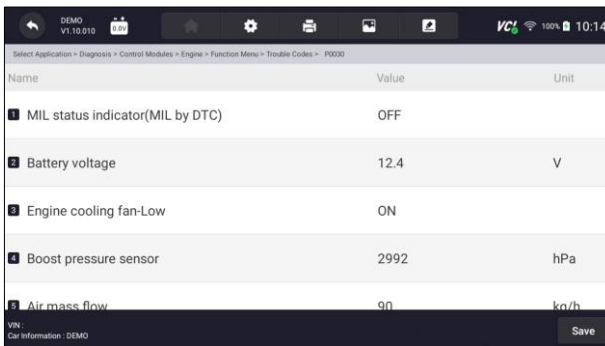 DEMO
V1.10.010
0.0V
VC!
100%
10:14
Select Application > Diagnosis > Control Modules > Engine > Function Menu > Trouble Codes > P0030
Name Value Unit
1 MIL status indicator(MIL by DTC) OFF
2 Battery voltage 12.4 V
3 Engine cooling fan-Low ON
4 Boost pressure sensor 2992 hPa
5 Air mass flow 90 kg/h
VIN :
Car Information : DEMO
Save